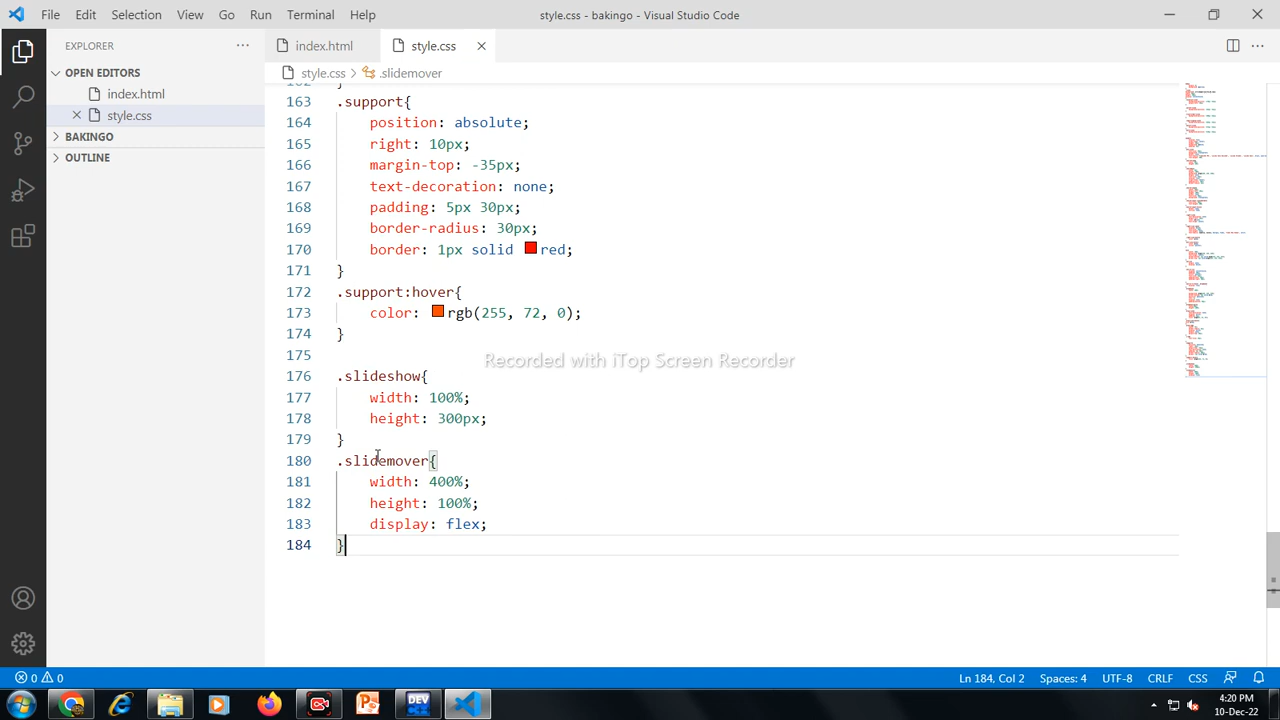 File Edit Selection View Go Run Terminal Help
style.css - bakingo - Visual Studio Code
EXPLORER
OPEN EDITORS
index.html
style.css
BAKINGO
OUTLINE
index.html
style.css
style.css > .slidemover
163 .support{
164 position: absolute;
165 right: 10px;
166 margin-top: -35px;
167 text-decoration: none;
168 padding: 5px 30px;
169 border-radius: 30px;
170 border: 1px solid red;
171 }
172 .support:hover{
173 color: rgb(255, 72, 0);
174 }
175
Recorded with iTop Screen Recorder
176 .slideshow{
177 width: 100%;
178 height: 300px;
179 }
180 .slidemover{
181 width: 400%;
182 height: 100%;
183 display: flex;
184 }
0 0
Ln 184, Col 2 Spaces: 4 UTF-8 CRLF CSS
DEV
4:20 PM
10-Dec-22